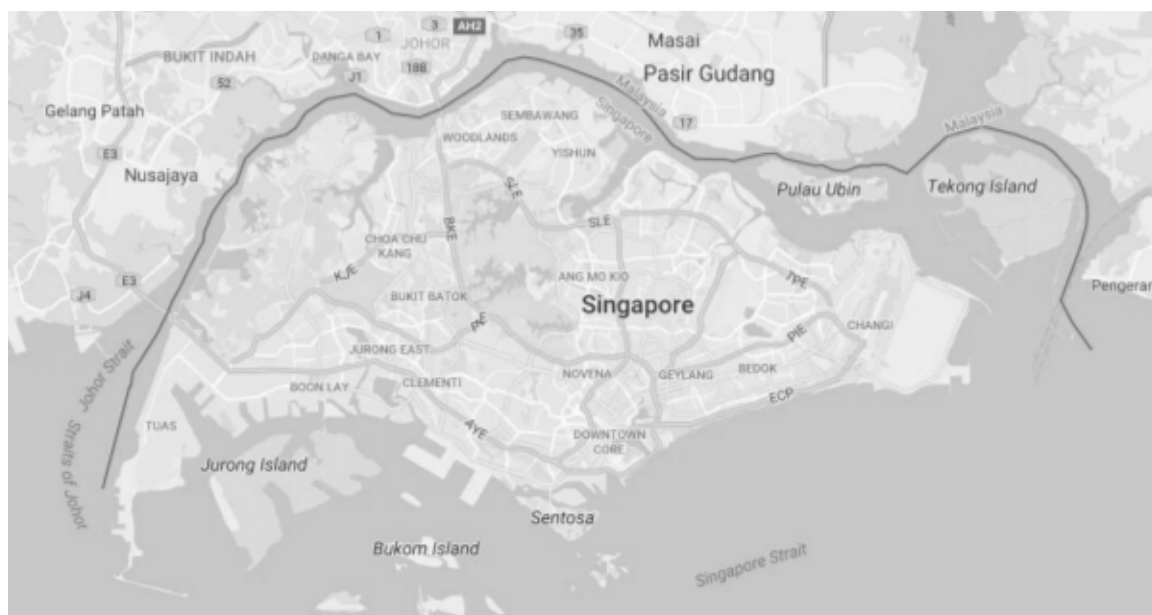 3
AH2
1
35
JOHOR
Masai
BUKIT INDAH
DANGA BAY
188
Pasir Gudang
J1
52
Malaysia
Gelang Patah
SEMBAWANG
Singapore
17
Malaysia
WOODLANDS
E3
YISHUN
Nusajaya
SLE
Pulau Ubin
Tekong Island
BKE
SLE
CHOA CHU
KANG
KJE
ANG MO KIO
TPE
E3
Pengerar
J4
BUKIT BATOK
Singapore
PIE
CHANGI
PIE
JURONG EAST
Johor Strait
NOVENA
GEYLANG
BEDOK
BOON LAY
CLEMENTI
ECP
TUAS
AYE
DOWNTOWN
CORE
Straits of Johor
Jurong Island
Sentosa
Bukom Island
Singapore Strait